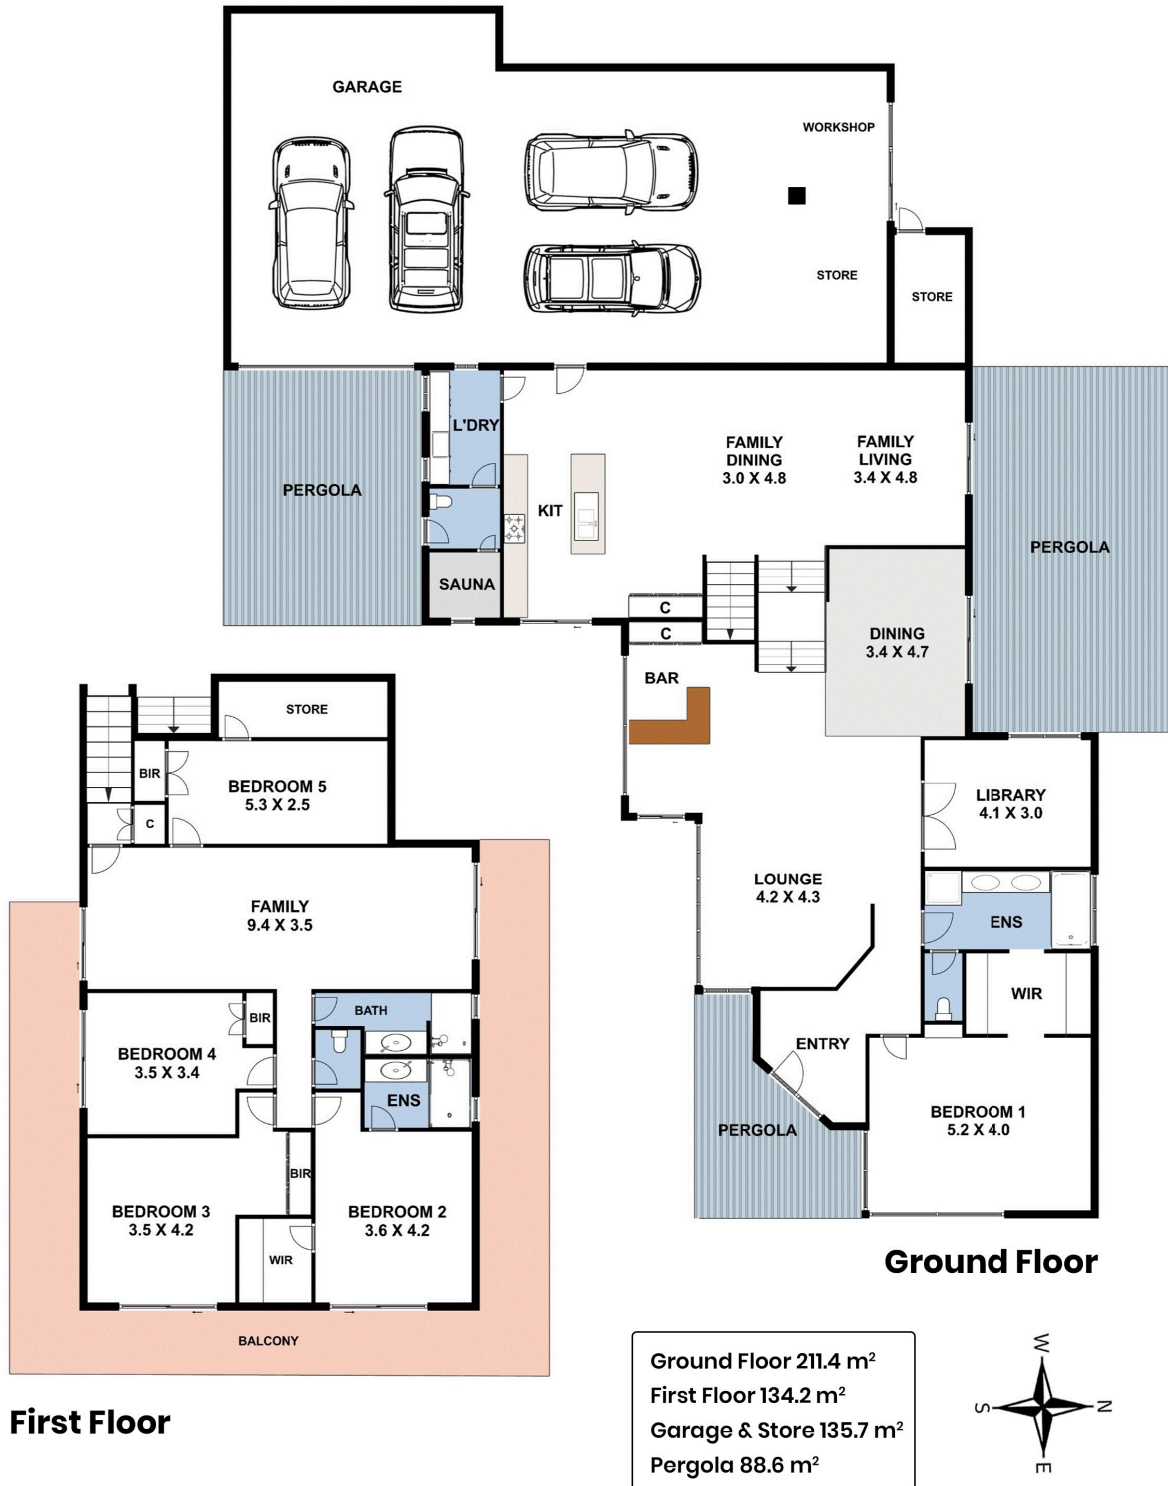 GARAGE
WORKSHOP
STORE
STORE
L'DRY
PERGOLA
KIT
SAUNA
FAMILY
DINING
3.0 X 4.8
FAMILY
LIVING
3.4 X 4.8
PERGOLA
C
C
BAR
DINING
3.4 X 4.7
LIBRARY
4.1 X 3.0
LOUNGE
4.2 X 4.3
ENS
WIR
ENTRY
BEDROOM 1
5.2 X 4.0
PERGOLA
Ground Floor
STORE
BIR
BEDROOM 5
5.3 X 2.5
C
FAMILY
9.4 X 3.5
BIR
BATH
BEDROOM 4
3.5 X 3.4
ENS
BIR
BEDROOM 3
3.5 X 4.2
BEDROOM 2
3.6 X 4.2
WIR
BALCONY
First Floor
Ground Floor 211.4 m²
First Floor 134.2 m²
Garage & Store 135.7 m²
Pergola 88.6 m²
W
S
N
E